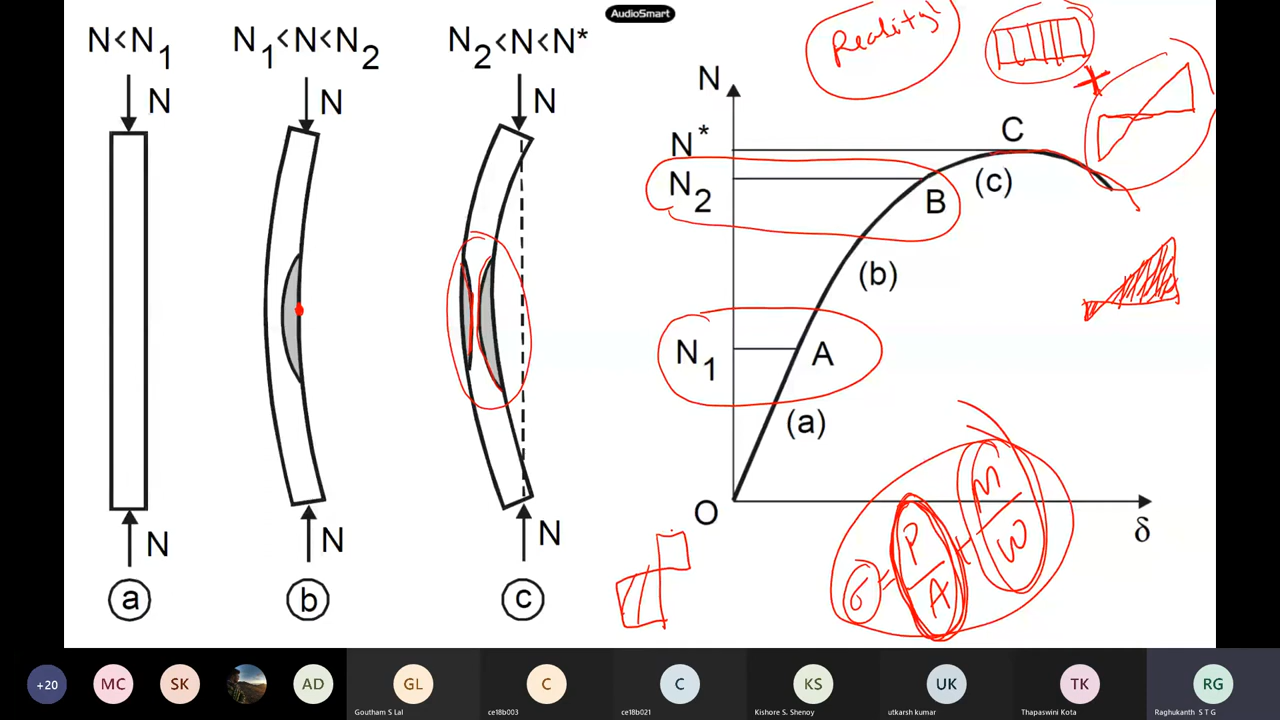 AudioSmart
N<N1
N
N
a
N1<N<N2
N
N
b
N2<N<N*
N
N
c
Reality
N
N*
C
N2
B
(c)
(b)
N1
A
(a)
O
δ
σ = P/A + M/W
+20
MC
SK
AD
GL
Goutham S Lal
C
ce18b003
C
ce18b021
KS
Kishore S. Shenoy
UK
utkarsh kumar
TK
Thapaswini Kota
RG
Raghukanth S T G